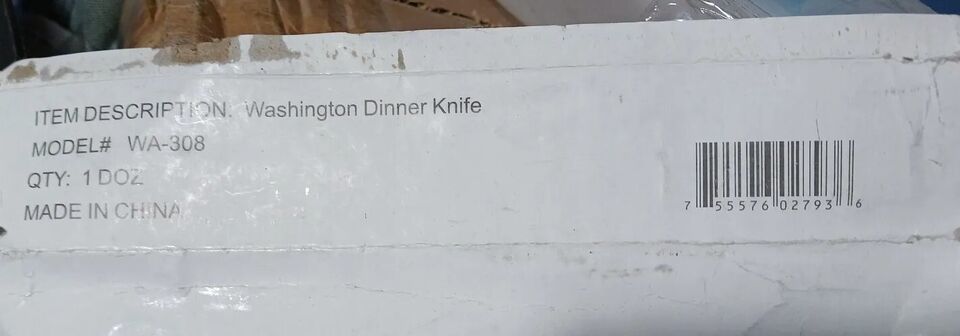 ITEM DESCRIPTION: Washington Dinner Knife
MODEL# WA-308
QTY: 1 DOZ
MADE IN CHINA
7 55576 02793 6